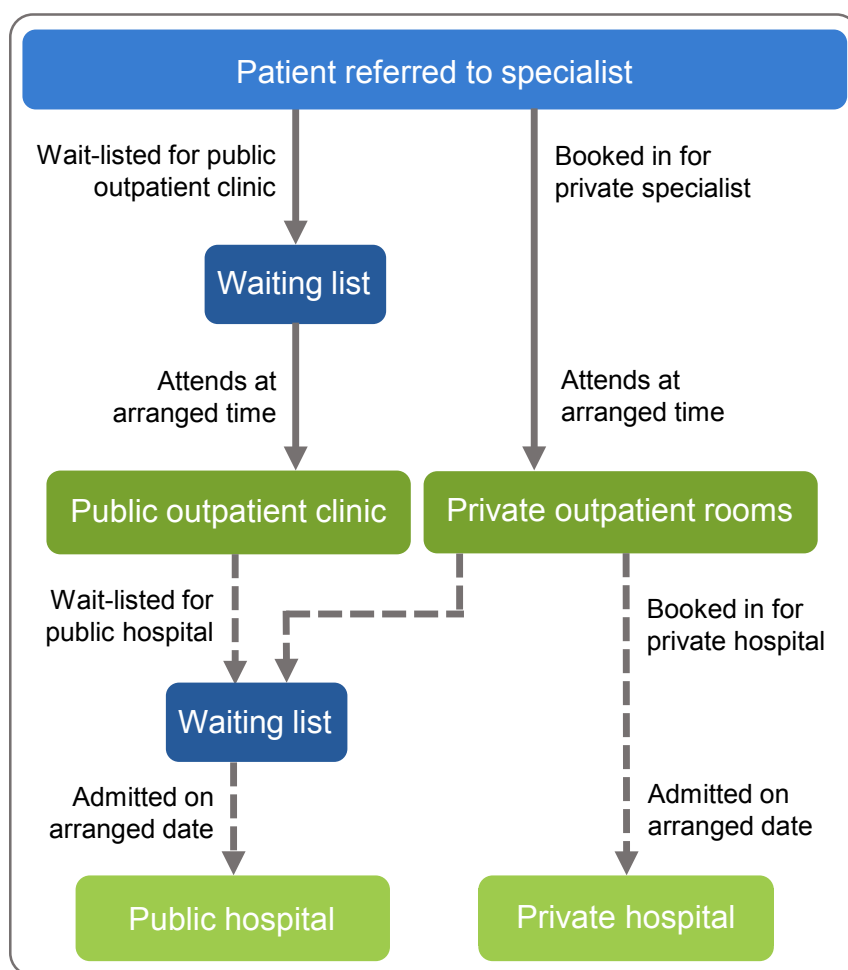 Patient referred to specialist
Wait-listed for public
outpatient clinic
Booked in for
private specialist
Waiting list
Attends at
arranged time
Attends at
arranged time
Public outpatient clinic
Private outpatient rooms
Wait-listed for
public hospital
Booked in for
private hospital
Waiting list
Admitted on
arranged date
Admitted on
arranged date
Public hospital
Private hospital